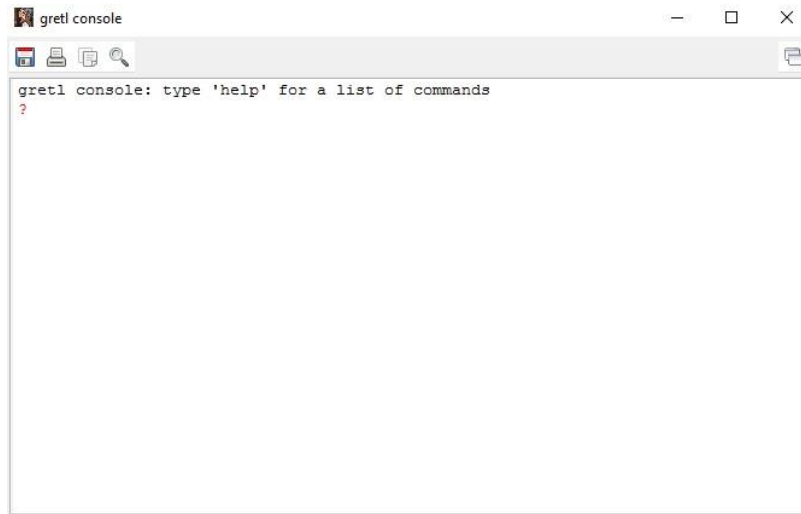 gretl console
gretl console: type 'help' for a list of commands
?